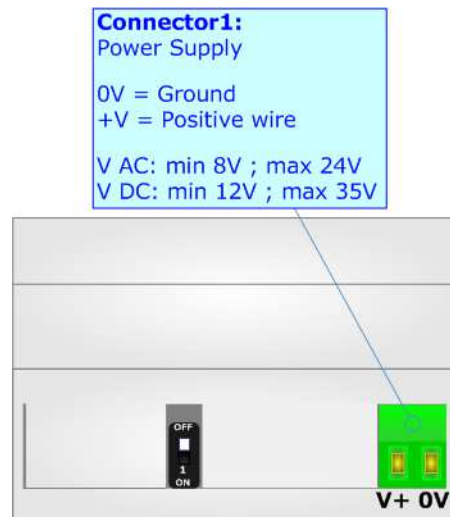 Connector1:
Power Supply
0V = Ground
+V = Positive wire
V AC: min 8V ; max 24V
V DC: min 12V ; max 35V
OFF
1
ON
V+ 0V